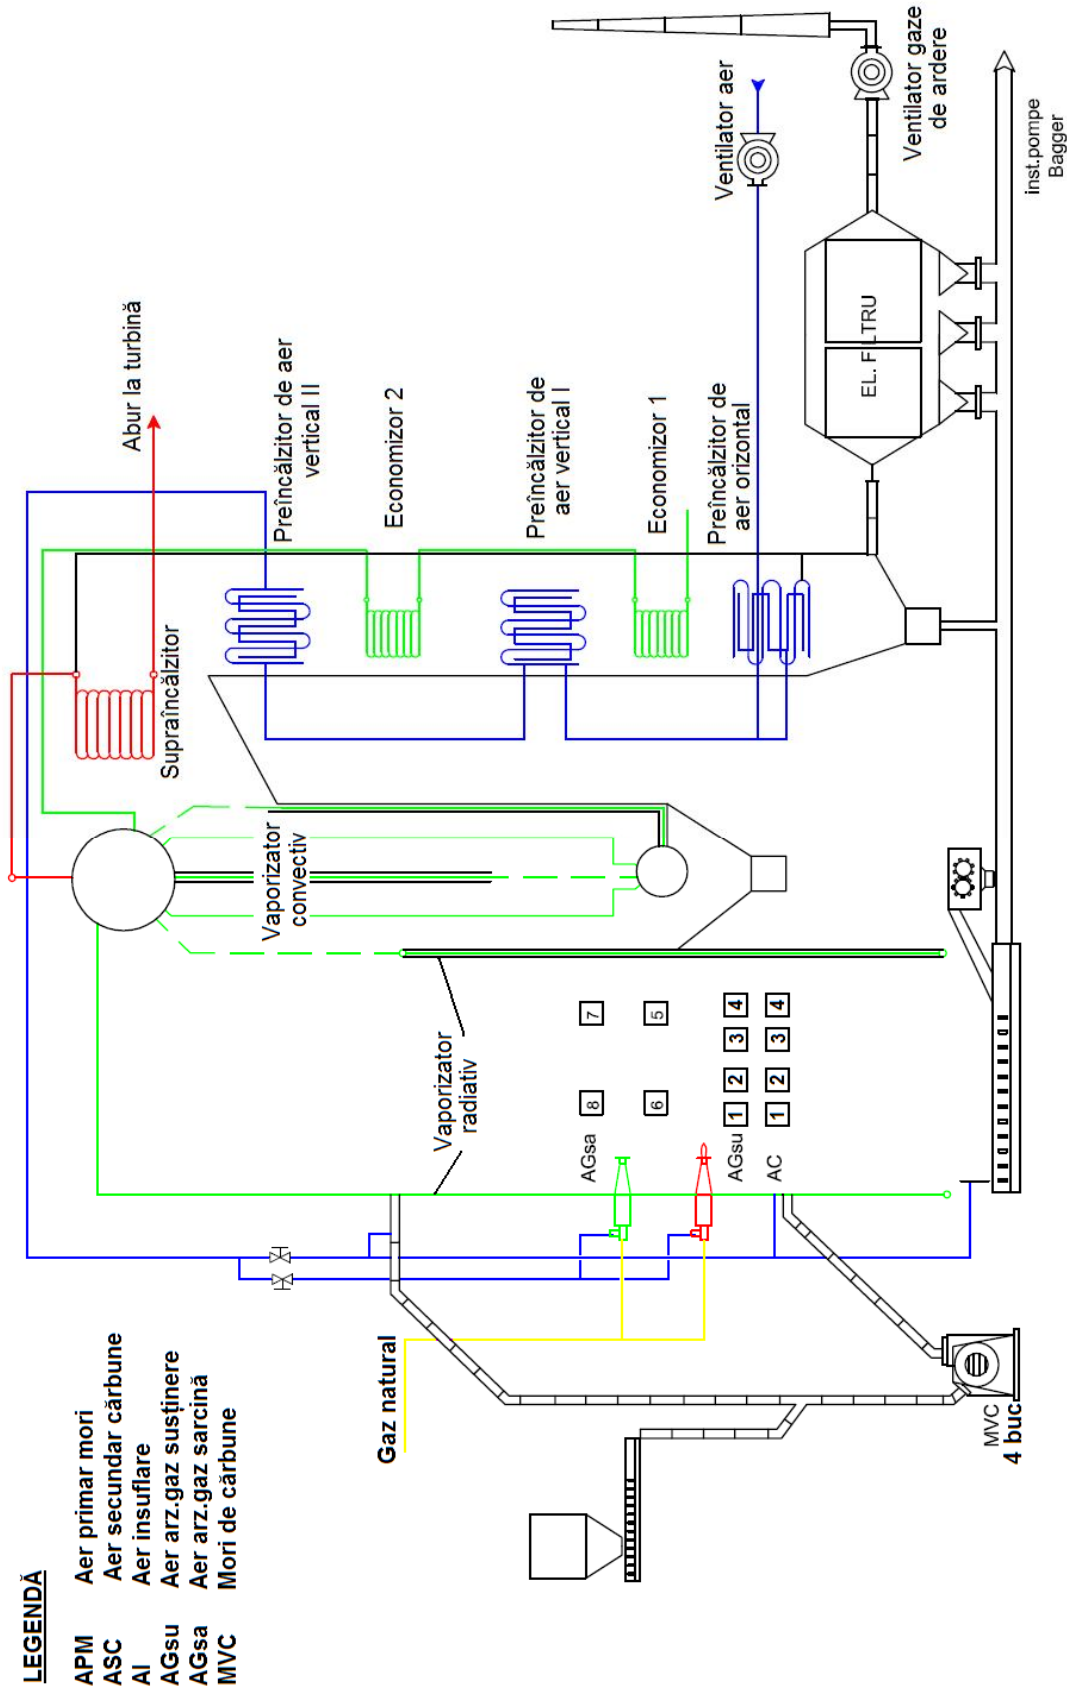 LEGENDĂ
APM Aer primar mori
ASC Aer secundar cărbune
AI Aer insuflare
AGsu Aer arz.gaz susținere
AGsa Aer arz.gaz sarcină
MVC Mori de cărbune
Gaz natural
MVC
4 buc
Vaporizator
radiativ
Vaporizator
convectiv
Supraîncălzitor
Abur la turbină
Preîncălzitor de aer
vertical II
Economizor 2
Preîncălzitor de
aer vertical I
Economizor 1
Preîncălzitor de
aer orizontal
Ventilator aer
Ventilator gaze
de ardere
EL. FILTRU
inst.pompe
Bagger
AGsa 8 7
6 5
AGsu 1 2 3 4
AC 1 2 3 4